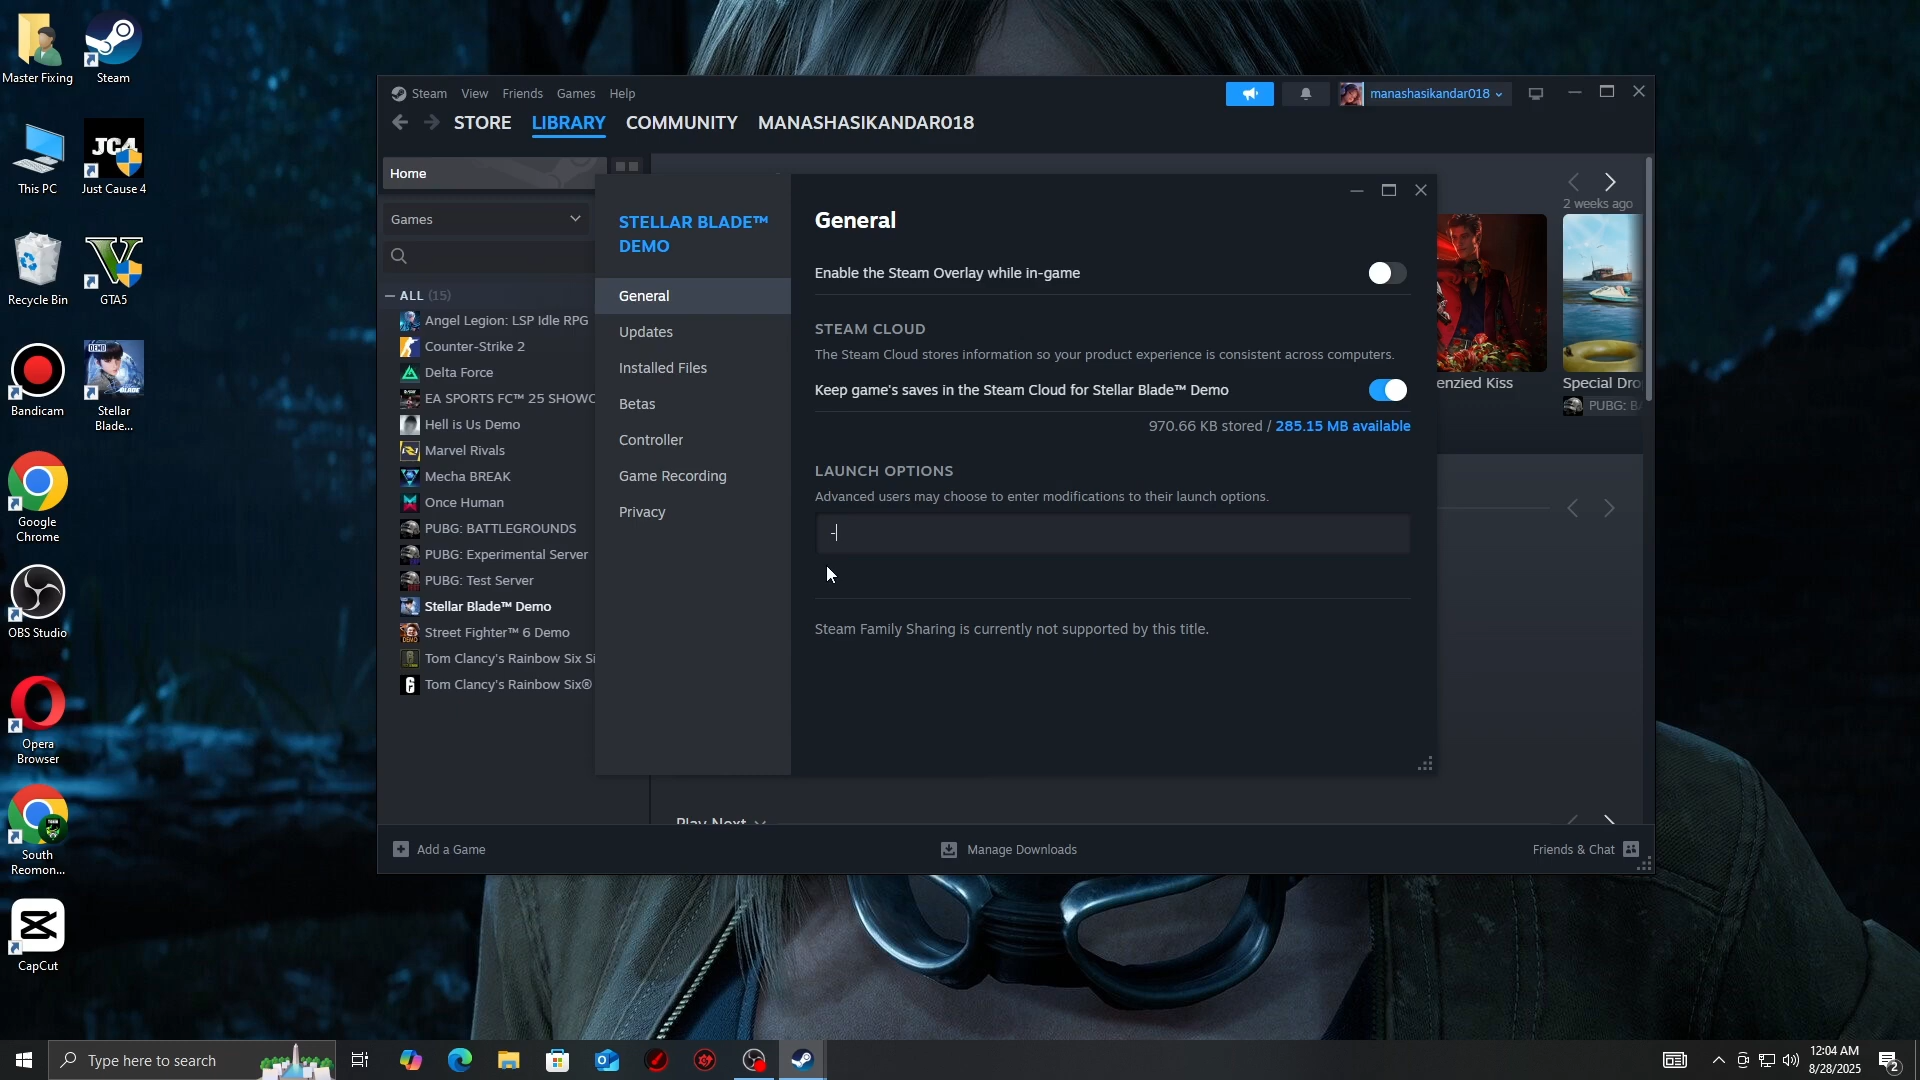 Master Fixing
Steam
This PC
JC4
Just Cause 4
Recycle Bin
GTA5
Bandicam
DEMO
Stellar
Blade...
Google
Chrome
OBS Studio
Opera
Browser
South
Reomon...
CapCut
Steam View Friends Games Help
manashasikandar018
STORE LIBRARY COMMUNITY MANASHASIKANDAR018
Home
Games
ALL (15)
Angel Legion: LSP Idle RPG
Counter-Strike 2
Delta Force
EA SPORTS FC™ 25 SHOWC
Hell is Us Demo
Marvel Rivals
Mecha BREAK
Once Human
PUBG: BATTLEGROUNDS
PUBG: Experimental Server
PUBG: Test Server
Stellar Blade™ Demo
Street Fighter™ 6 Demo
Tom Clancy's Rainbow Six Si
Tom Clancy's Rainbow Six®
STELLAR BLADE™
DEMO
General
Updates
Installed Files
Betas
Controller
Game Recording
Privacy
General
Enable the Steam Overlay while in-game
STEAM CLOUD
The Steam Cloud stores information so your product experience is consistent across computers.
Keep game's saves in the Steam Cloud for Stellar Blade™ Demo
970.66 KB stored / 285.15 MB available
LAUNCH OPTIONS
Advanced users may choose to enter modifications to their launch options.
-
Steam Family Sharing is currently not supported by this title.
2 weeks ago
enzied Kiss
Special Dro
PUBG: BA
Play Next
Add a Game
Manage Downloads
Friends & Chat
Type here to search
12:04 AM
8/28/2025
2